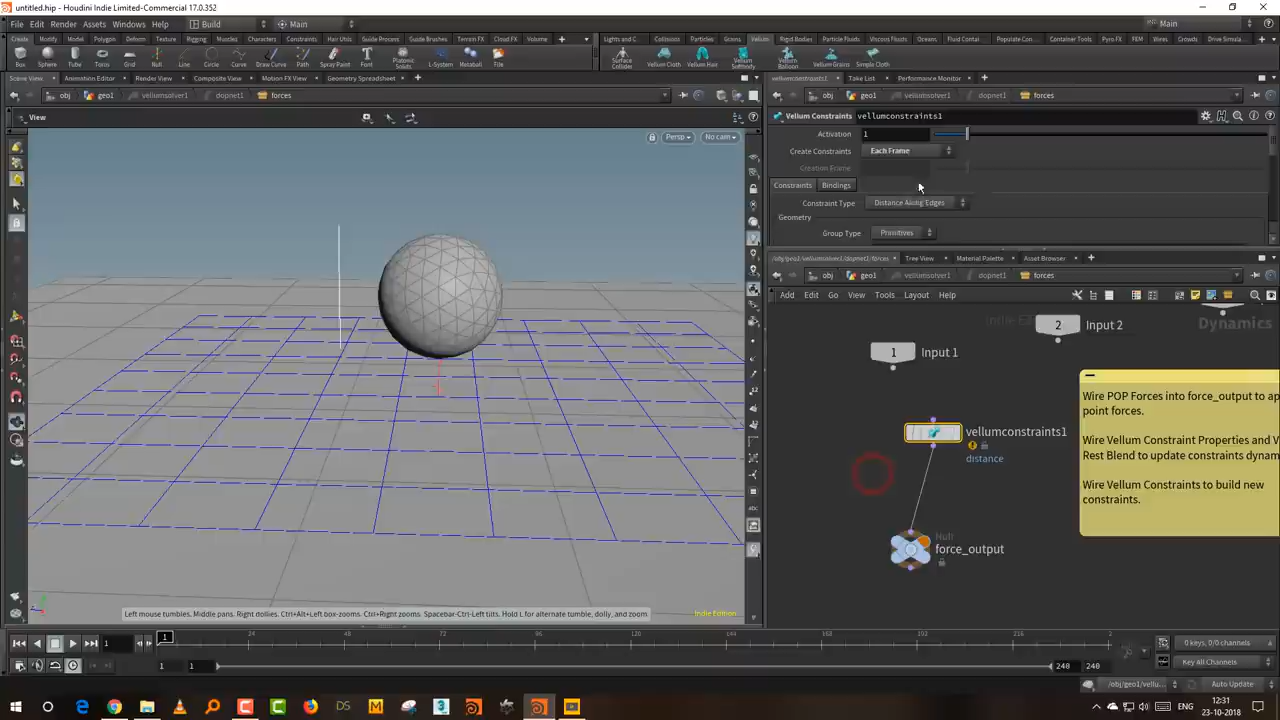 untitled.hip - Houdini Indie Limited-Commercial 17.0.352
File Edit Render Assets Windows Help Build Main Main
Create Modify Model Polygon Deform Texture Rigging Muscles Characters Constraints Hair Utils Guide Process Guide Brushes Terrain FX Cloud FX Volume
Lights and C... Collisions Particles Grains Vellum Rigid Bodies Particle Fluids Viscous Fluids Oceans Fluid Contai... Populate Con... Container Tools Pyro FX FEM Wires Crowds Drive Simula...
Box Sphere Tube Torus Grid Null Line Circle Curve Draw Curve Path Spray Paint Font Platonic Solids L-System Metaball File
Surface Collider Vellum Cloth Vellum Hair Vellum Softbody Vellum Balloon Vellum Grains Simple Cloth
Scene View Animation Editor Render View Composite View Motion FX View Geometry Spreadsheet
vellumconstraints1 Take List Performance Monitor
obj geo1 vellumsolver1 dopnet1 forces
obj geo1 vellumsolver1 dopnet1 forces
View
Persp No cam
Vellum Constraints vellumconstraints1
Activation 1
Create Constraints Each Frame
Creation Frame
Constraints Bindings
Constraint Type Distance Along Edges
Geometry
Group Type Primitives
/obj/geo1/vellumsolver1/dopnet1/forces Tree View Material Palette Asset Browser
obj geo1 vellumsolver1 dopnet1 forces
Add Edit Go View Tools Layout Help
2 Input 2
Dynamics
1 Input 1
vellumconstraints1
distance
Null
force_output
Wire POP Forces into force_output to ap
point forces.
Wire Vellum Constraint Properties and V
Rest Blend to update constraints dynam
Wire Vellum Constraints to build new
constraints.
Left mouse tumbles. Middle pans. Right dollies. Ctrl+Alt+Left box-zooms. Ctrl+Right zooms. Spacebar-Ctrl-Left tilts. Hold L for alternate tumble, dolly, and zoom.
Indie Edition
1 1 24 48 72 96 144 192 216 2
0 keys, 0/0 channels
1 1 240 240
Key All Channels
/obj/geo1/vellu... Auto Update
ENG 12:31
23-10-2018